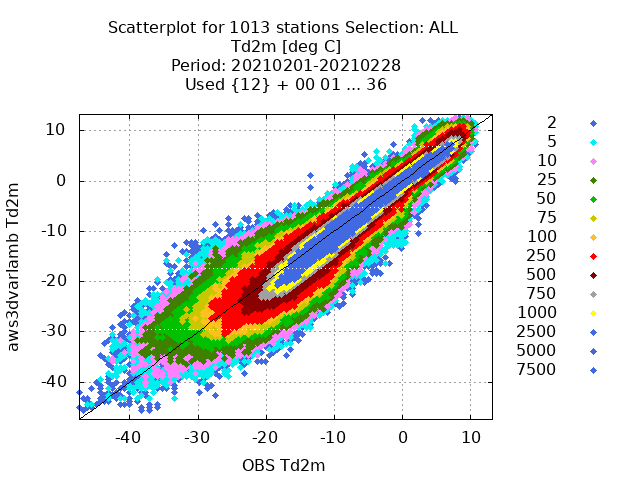 Scatterplot for 1013 stations Selection: ALL
Td2m [deg C]
Period: 20210201-20210228
Used {12} + 00 01 ... 36
aws3dvarlamb Td2m
10
0
-10
-20
-30
-40
-40 -30 -20 -10 0 10
OBS Td2m
2
5
10
25
50
75
100
250
500
750
1000
2500
5000
7500